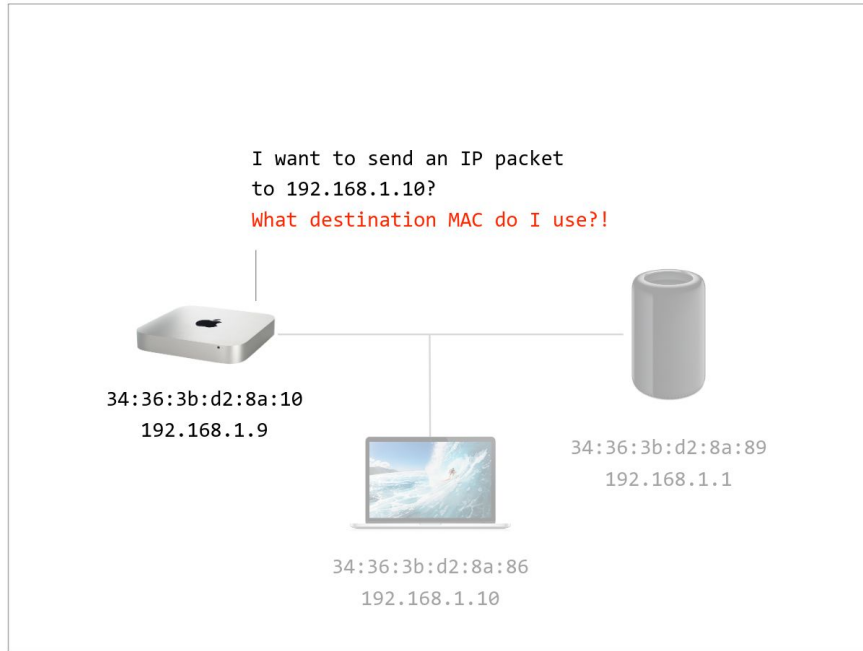 I want to send an IP packet
to 192.168.1.10?
What destination MAC do I use?!
34:36:3b:d2:8a:10
192.168.1.9
34:36:3b:d2:8a:89
192.168.1.1
34:36:3b:d2:8a:86
192.168.1.10